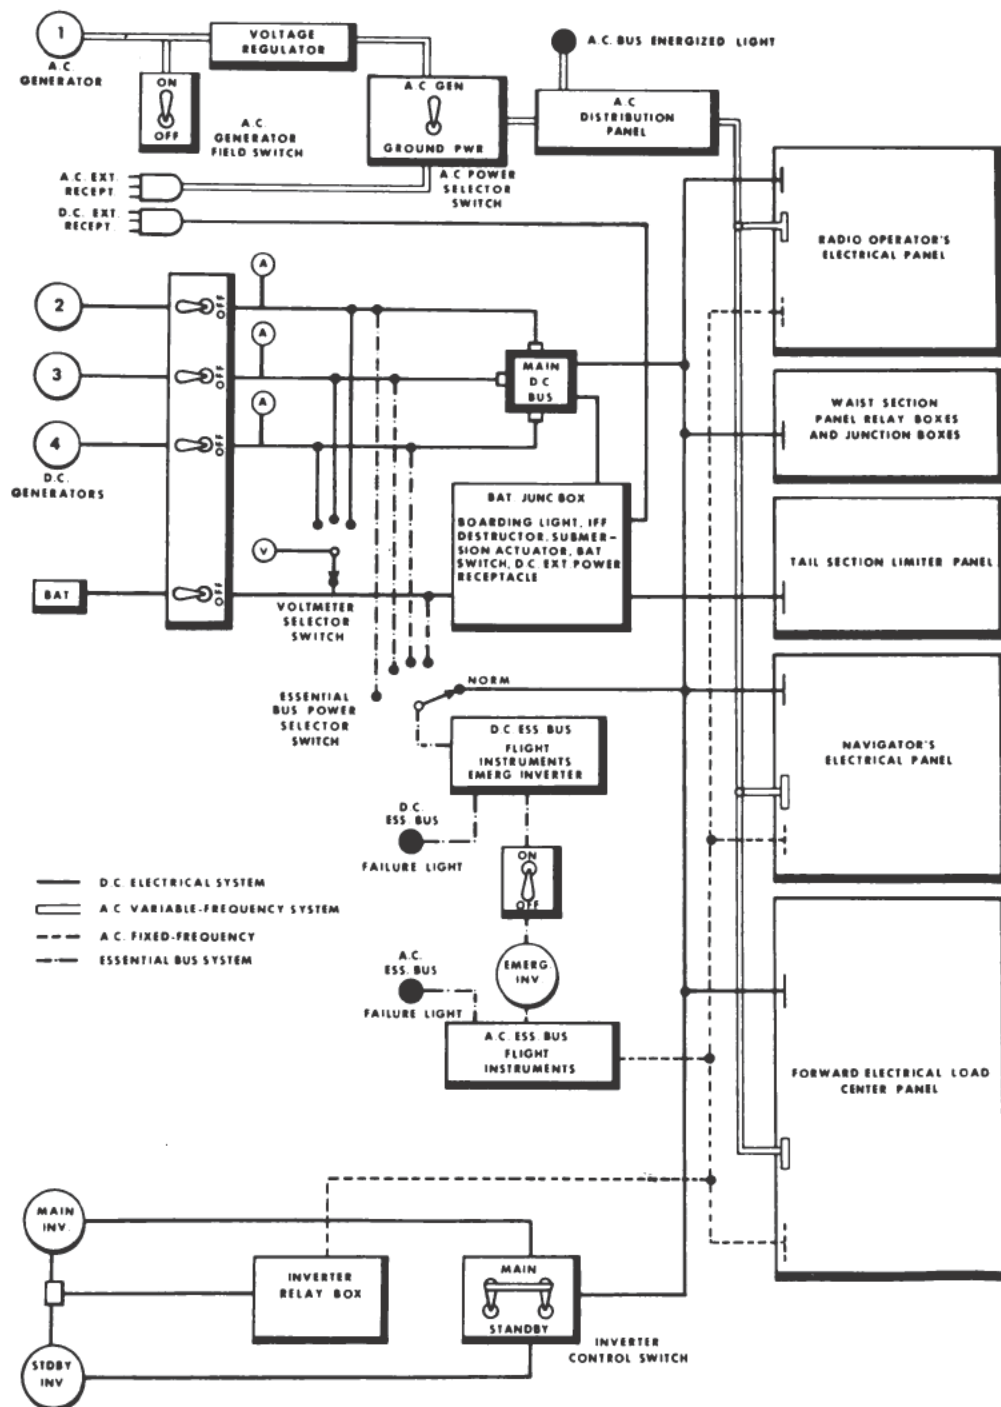 1
A.C.
GENERATOR
VOLTAGE
REGULATOR
ON
OFF
A.C.
GENERATOR
FIELD SWITCH
A.C GEN
GROUND PWR
A.C POWER
SELECTOR
SWITCH
A.C. BUS ENERGIZED LIGHT
A.C
DISTRIBUTION
PANEL
A.C. EXT.
RECEPT.
D.C. EXT.
RECEPT.
RADIO OPERATOR'S
ELECTRICAL PANEL
2
3
4
D.C.
GENERATORS
OFF
OFF
OFF
OFF
A
A
A
V
BAT
VOLTMETER
SELECTOR
SWITCH
MAIN
D C
BUS
WAIST SECTION
PANEL RELAY BOXES
AND JUNCTION BOXES
BAT JUNC BOX
BOARDING LIGHT, IFF
DESTRUCTOR, SUBMER-
SION ACTUATOR, BAT
SWITCH, D.C. EXT. POWER
RECEPTACLE
TAIL SECTION LIMITER PANEL
ESSENTIAL
BUS POWER
SELECTOR
SWITCH
NORM
D.C. ESS BUS
FLIGHT
INSTRUMENTS
EMERG INVERTER
NAVIGATOR'S
ELECTRICAL PANEL
D.C.
ESS. BUS
FAILURE LIGHT
ON
OFF
D.C. ELECTRICAL SYSTEM
A.C VARIABLE-FREQUENCY SYSTEM
A.C. FIXED-FREQUENCY
ESSENTIAL BUS SYSTEM
A.C.
ESS. BUS
FAILURE LIGHT
EMERG.
INV
A.C. ESS. BUS
FLIGHT
INSTRUMENTS
FORWARD ELECTRICAL LOAD
CENTER PANEL
MAIN
INV.
STDBY
INV
INVERTER
RELAY BOX
MAIN
STANDBY
INVERTER
CONTROL SWITCH